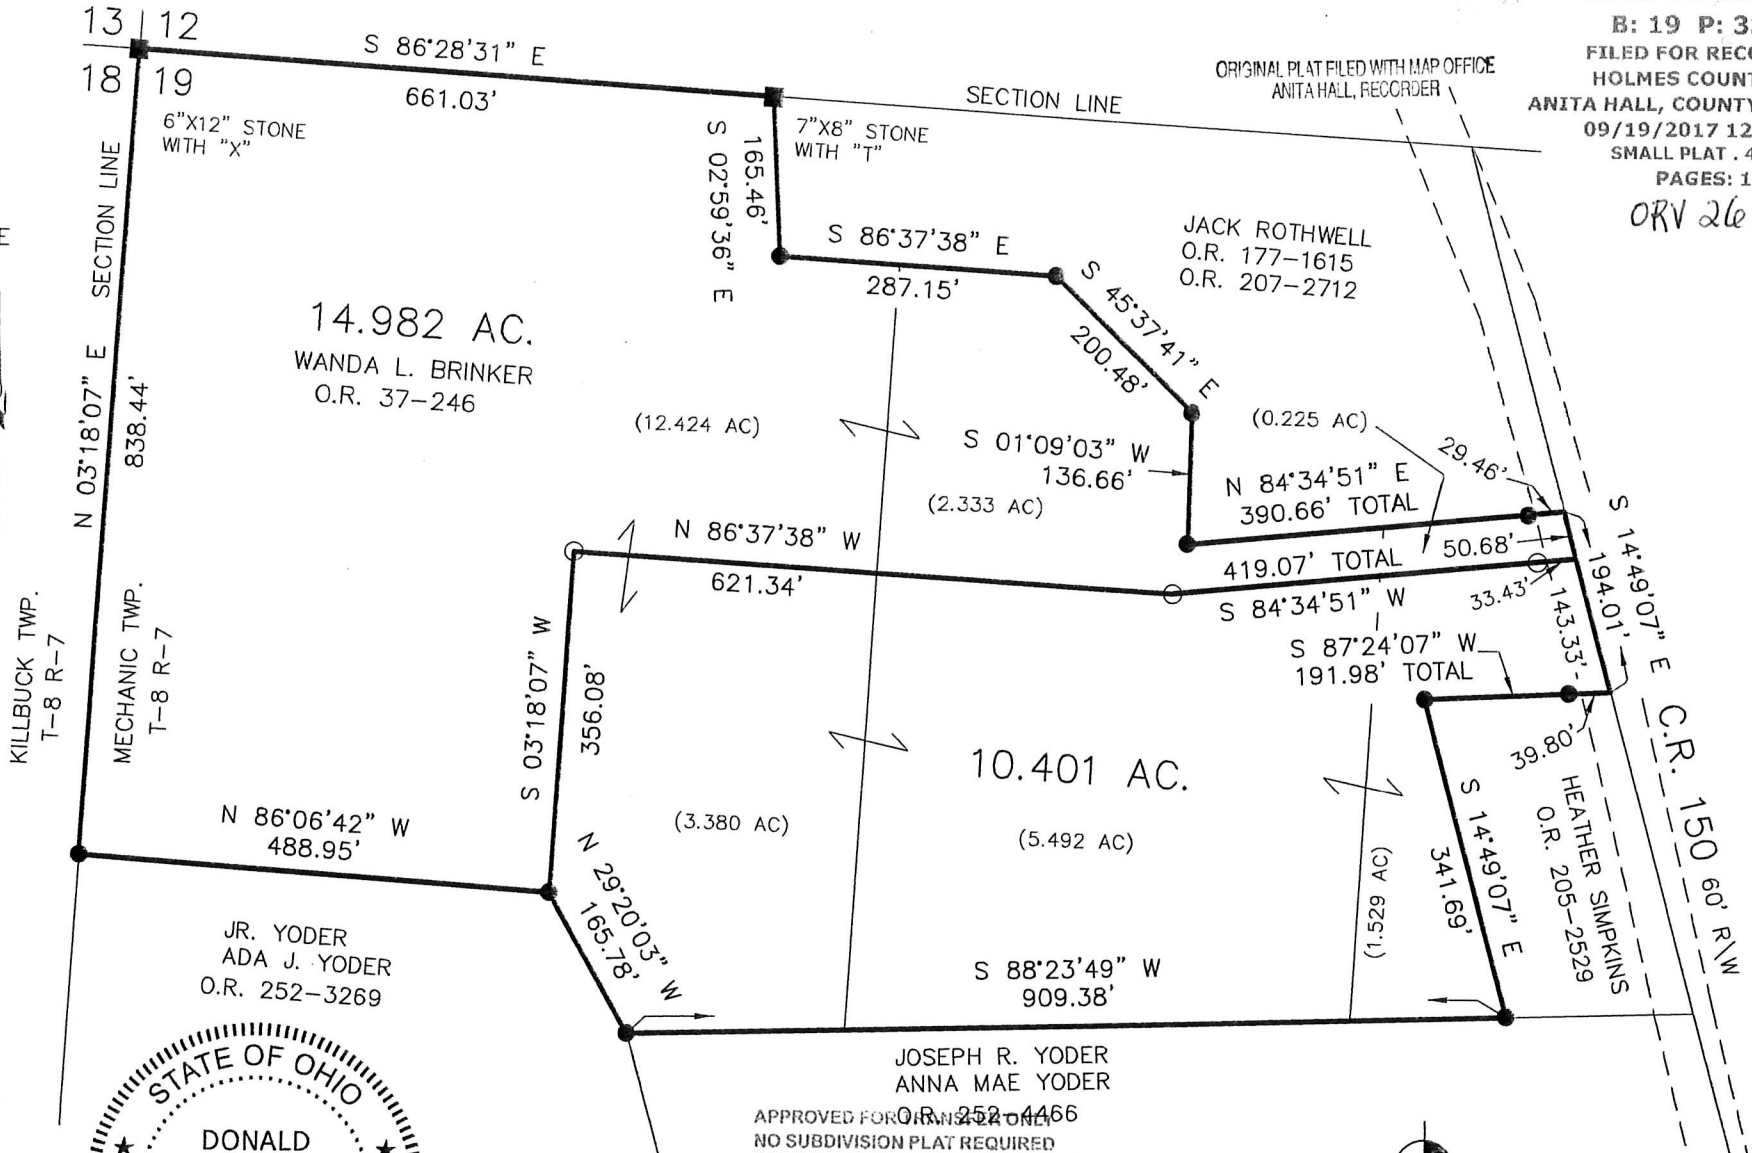 13 12
18 19
S 86°28'31" E
661.03'
6"X12" STONE
WITH "X"
SECTION LINE
ORIGINAL PLAT FILED WITH MAP OFFICE
ANITA HALL, RECORDER
B: 19 P:
FILED FOR
HOLMES
ANITA HALL, COUNTY
09/19/2017
SMALL PLAT .
PAGES: 1
ORV 26
7"X8" STONE
WITH "T"
165.46'
S 02°59'36" E
S 86°37'38" E
287.15'
JACK ROTHWELL
O.R. 177-1615
O.R. 207-2712
S 45°37'41" E
200.48'
SECTION LINE
N 03°18'07" E
838.44'
14.982 AC.
WANDA L. BRINKER
O.R. 37-246
(12.424 AC)
S 01°09'03" W
136.66'
(2.333 AC)
(0.225 AC)
29.46'
N 84°34'51" E
390.66' TOTAL
419.07' TOTAL
50.68'
S 84°34'51" W
33.43'
S 14°49'07" E
194.01'
143.33'
N 86°37'38" W
621.34'
S 87°24'07" W
191.98' TOTAL
39.80'
KILLBUCK TWP.
T-8 R-7
MECHANIC TWP.
T-8 R-7
S 03°18'07" W
356.08'
10.401 AC.
(3.380 AC)
(5.492 AC)
(1.529 AC)
S 14°49'07" E
341.69'
HEATHER SIMPKINS
O.R. 205-2529
C.R. 150 60' R\W
N 86°06'42" W
488.95'
N 29°20'03" W
165.78'
S 88°23'49" W
909.38'
JR. YODER
ADA J. YODER
O.R. 252-3269
JOSEPH R. YODER
ANNA MAE YODER
O.R. 252-4466
APPROVED FOR TRANSFER ONLY
NO SUBDIVISION PLAT REQUIRED
STATE OF OHIO
DONALD